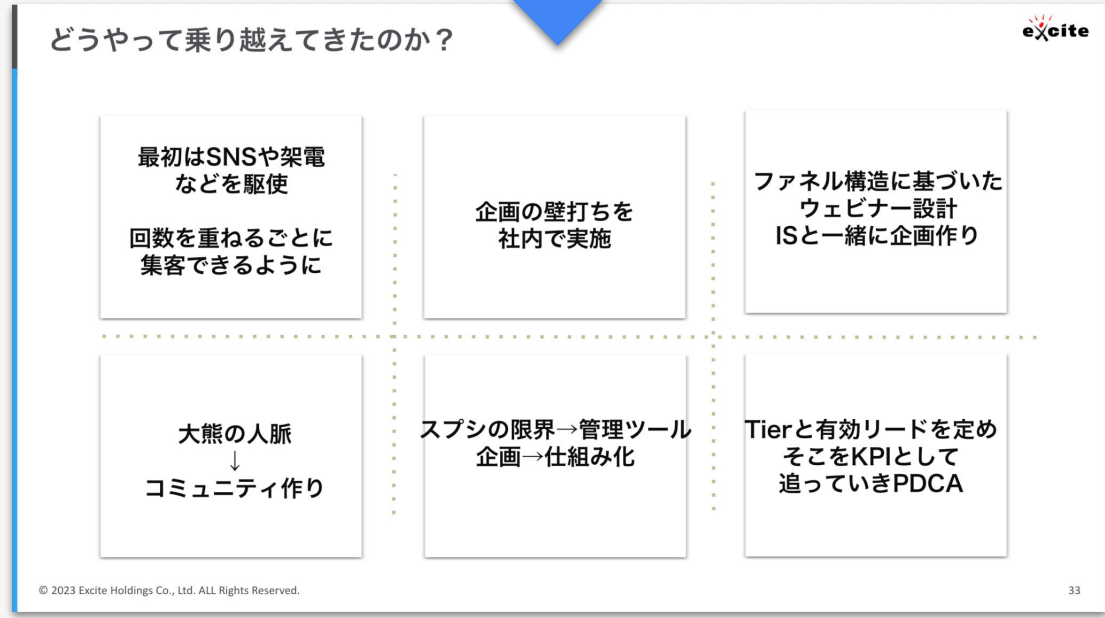 どうやって乗り越えてきたのか？
excite
最初はSNSや架電
などを駆使
回数を重ねるごとに
集客できるように
企画の壁打ちを
社内で実施
ファネル構造に基づいた
ウェビナー設計
ISと一緒に企画作り
大熊の人脈
↓
コミュニティ作り
スプシの限界→管理ツール
企画→仕組み化
Tierと有効リードを定め
そこをKPIとして
追っていきPDCA
© 2023 Excite Holdings Co., Ltd. ALL Rights Reserved.
33